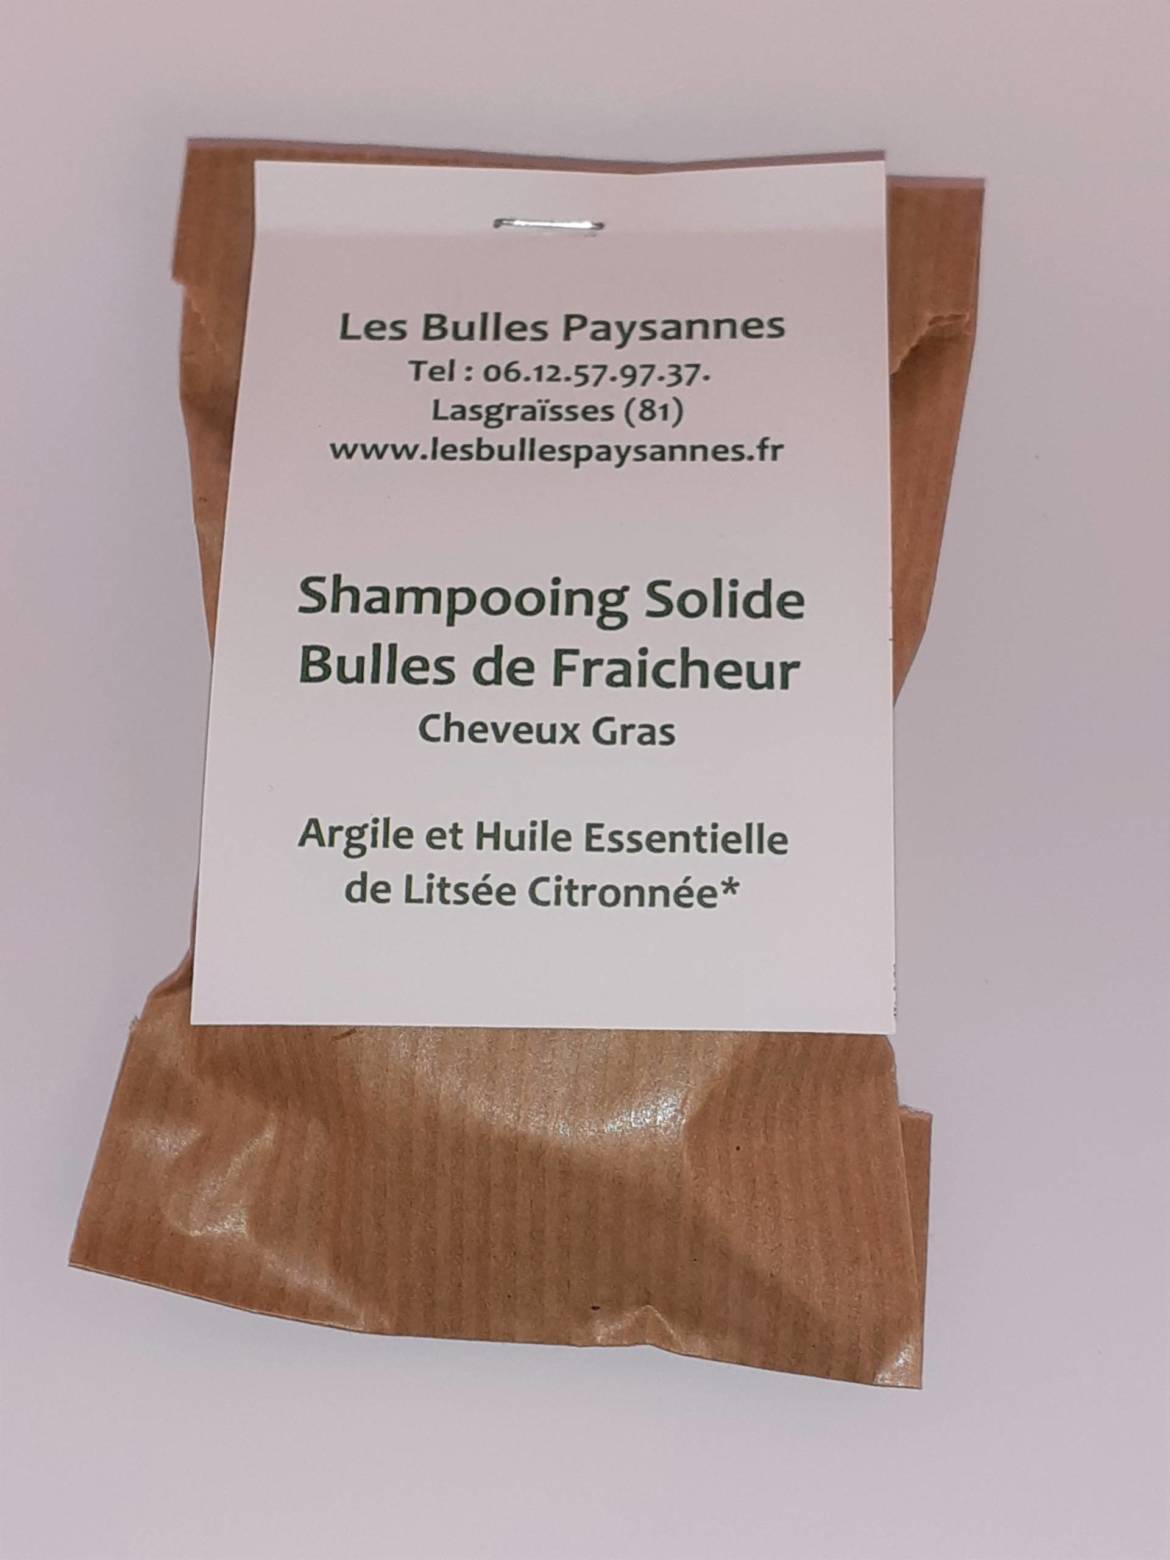 Les Bulles Paysannes
Tel : 06.12.57.97.37.
Lasgraïsses (81)
www.lesbullespaysannes.fr
Shampooing Solide
Bulles de Fraicheur
Cheveux Gras
Argile et Huile Essentielle
de Litsée Citronnée*